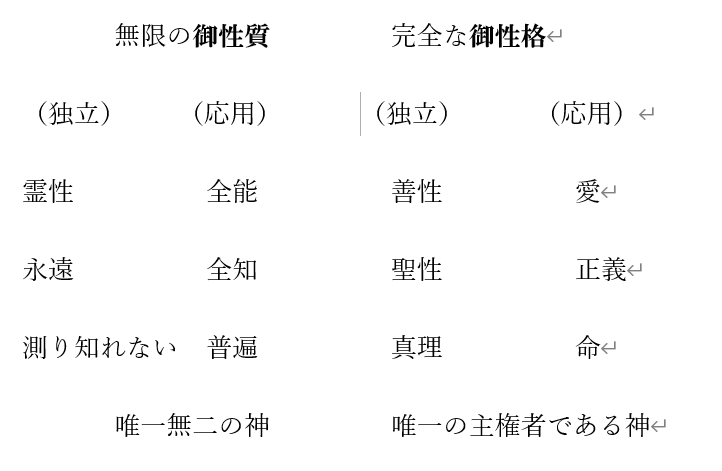 無限の御性質 完全な御性格↵
（独立） （応用） （独立） （応用）↵
霊性 全能 善性 愛↵
永遠 全知 聖性 正義↵
測り知れない 普遍 真理 命↵
唯一無二の神 唯一の主権者である神↵